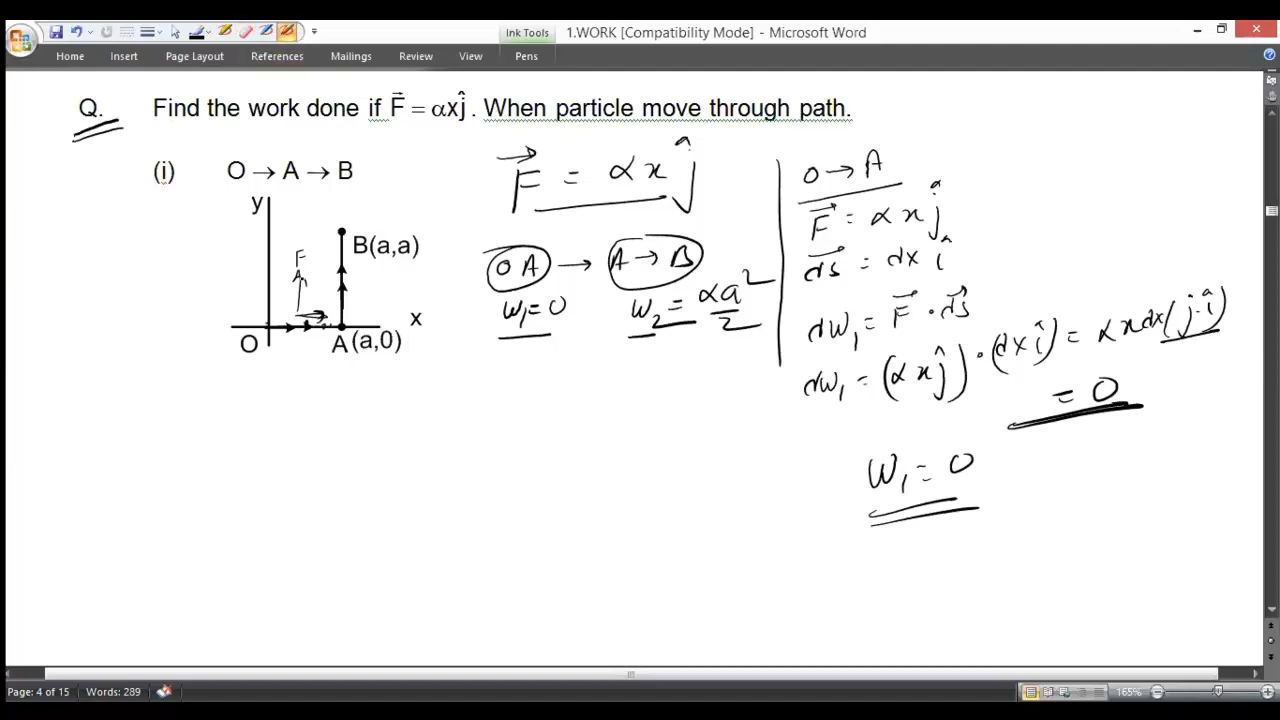 Ink Tools
1.WORK [Compatibility Mode] - Microsoft Word
Home Insert Page Layout References Mailings Review View Pens
Q. Find the work done if F⃗ = αxĵ. When particle move through path.
(i) O → A → B
y
B(a,a)
F
x
O
A(a,0)
F⃗ = αx ĵ
OA → A → B
W₁ = 0
W₂ = αa²/2
O → A
F⃗ = αx ĵ
ds⃗ = dx î
dW₁ = F⃗ · ds⃗
dW₁ = (αx ĵ) · (dx î) = αx dx (ĵ·î)
= 0
W₁ = 0
Page: 4 of 15 Words: 289 165%